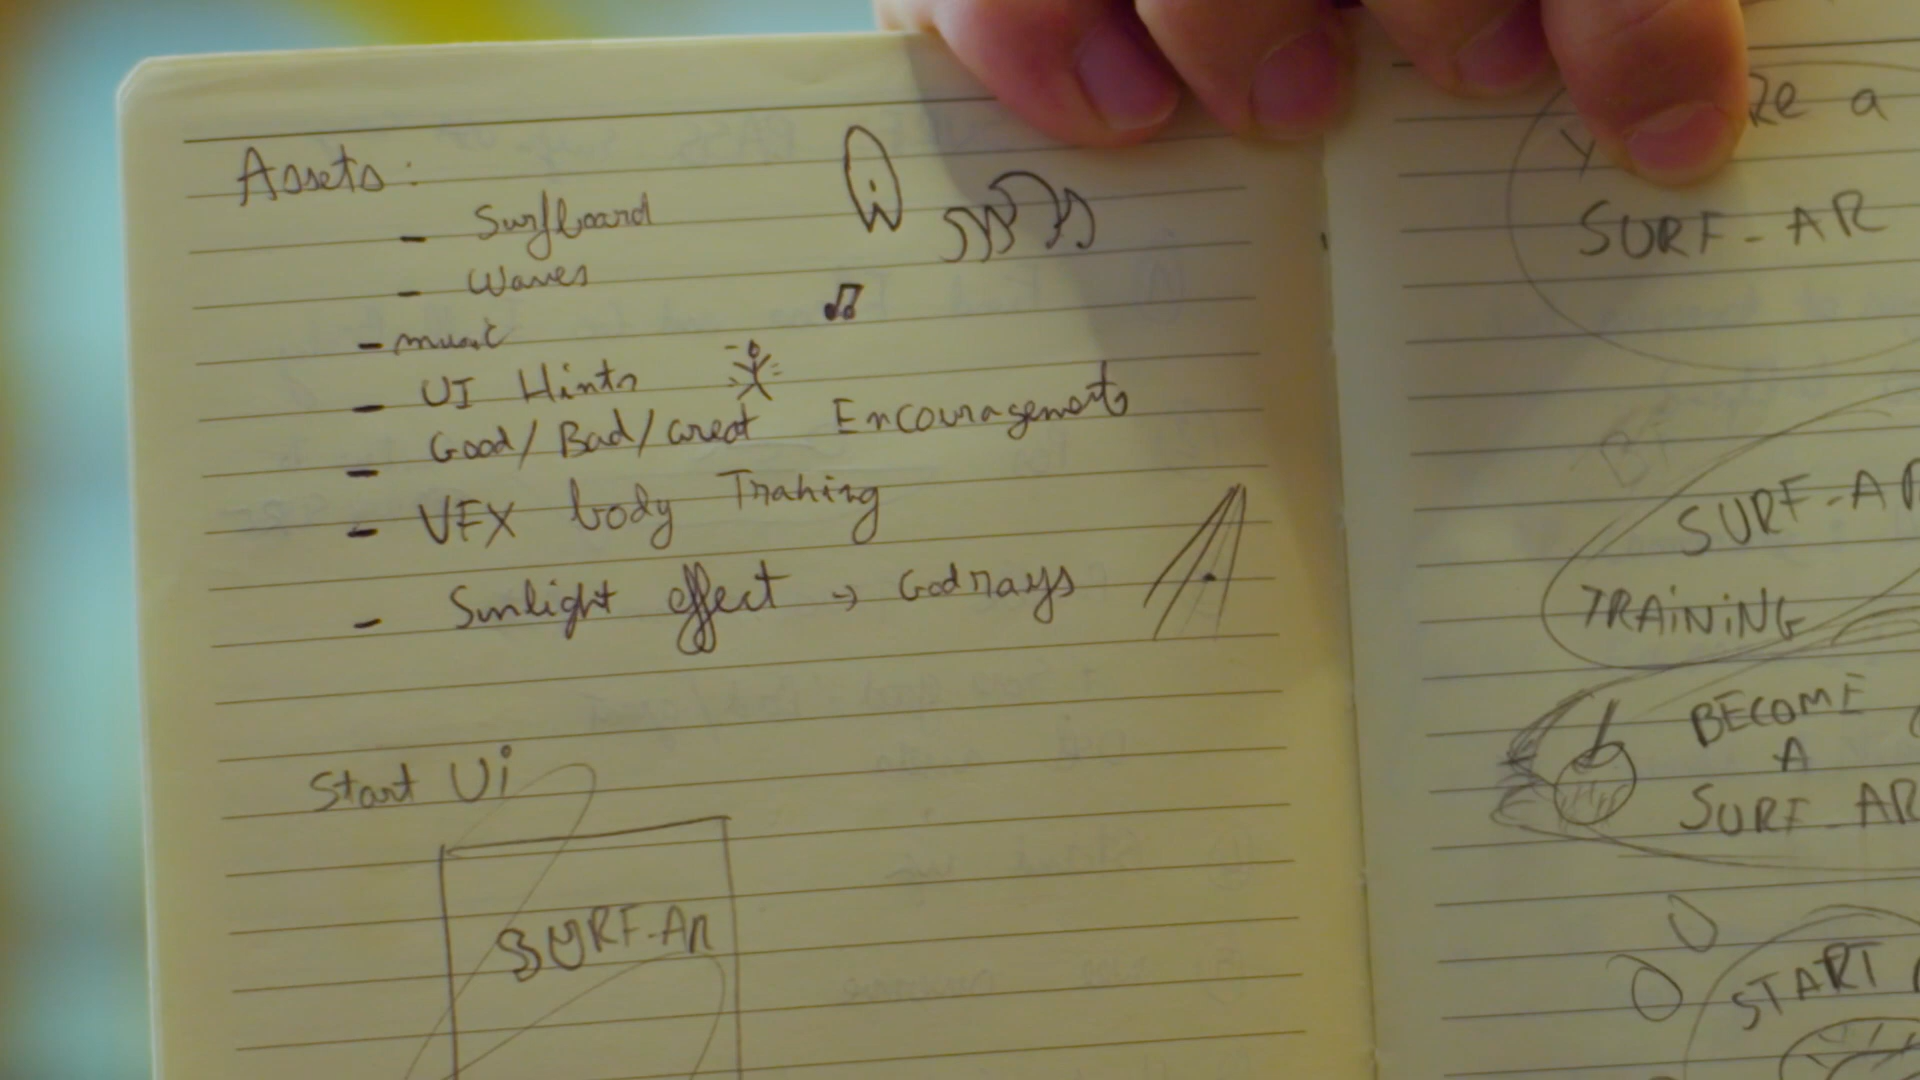 Assets:
- Surfboard
- Waves
- music
- UI Hints
- Good/Bad/Great Encouragements
- VFX body Traking
- Sunlight effect → Godrays
Start Ui
SURF-AR
a
SURF-AR
SURF-AR
TRAiNiNG
BECOME
A
SURF AR
START